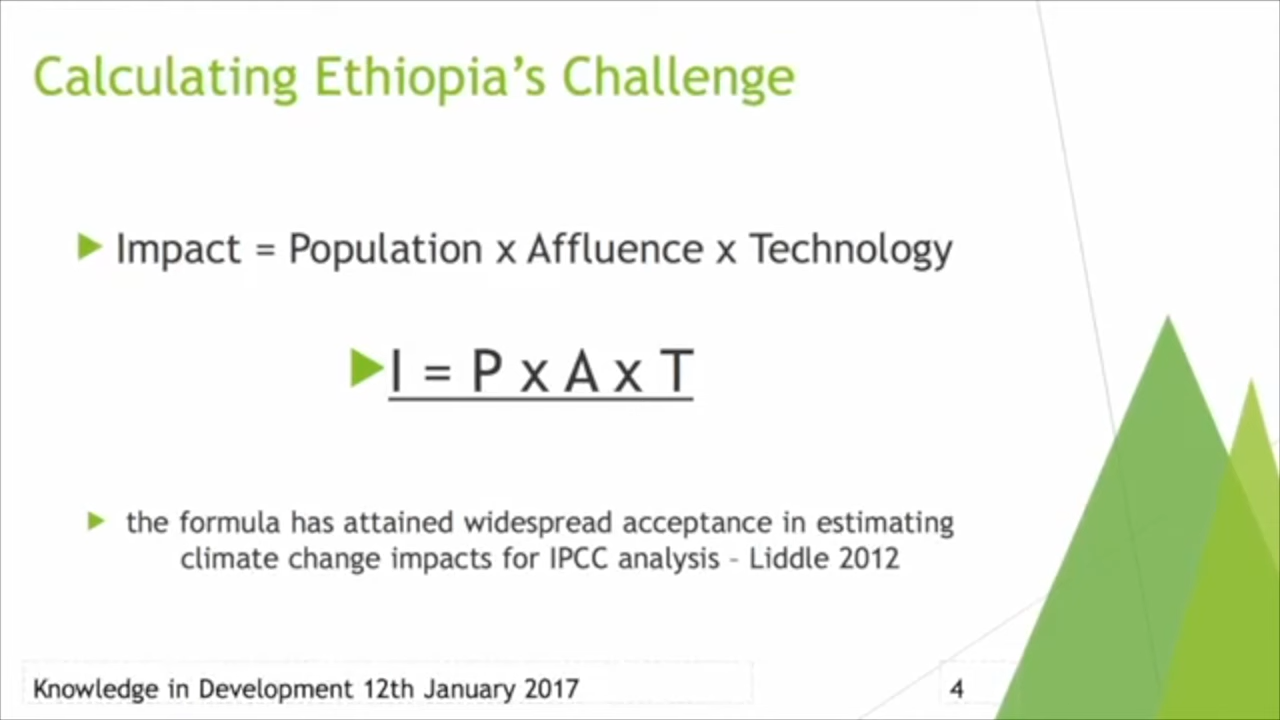 Calculating Ethiopia's Challenge
Impact = Population x Affluence x Technology
I = P x A x T
the formula has attained widespread acceptance in estimating
climate change impacts for IPCC analysis – Liddle 2012
Knowledge in Development 12th January 2017
4